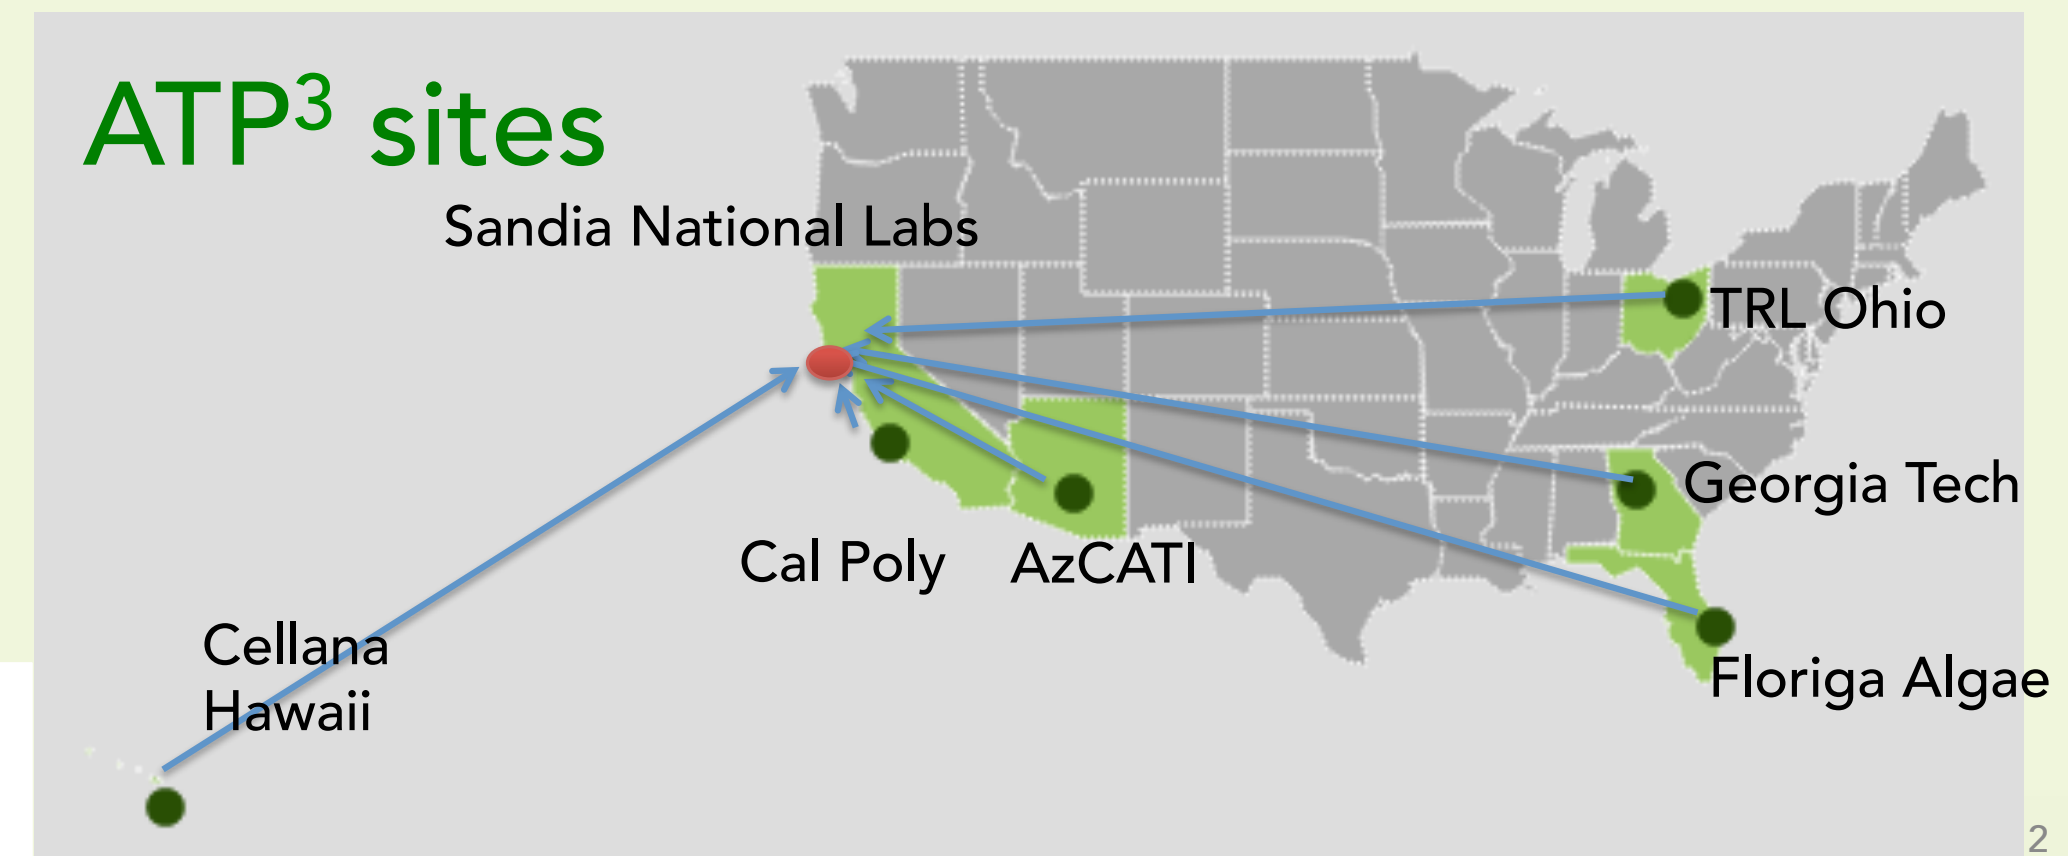 ATP³ sites
Sandia National Labs
TRL Ohio
Georgia Tech
Cal Poly
AzCATI
Cellana
Hawaii
Floriga Algae
2